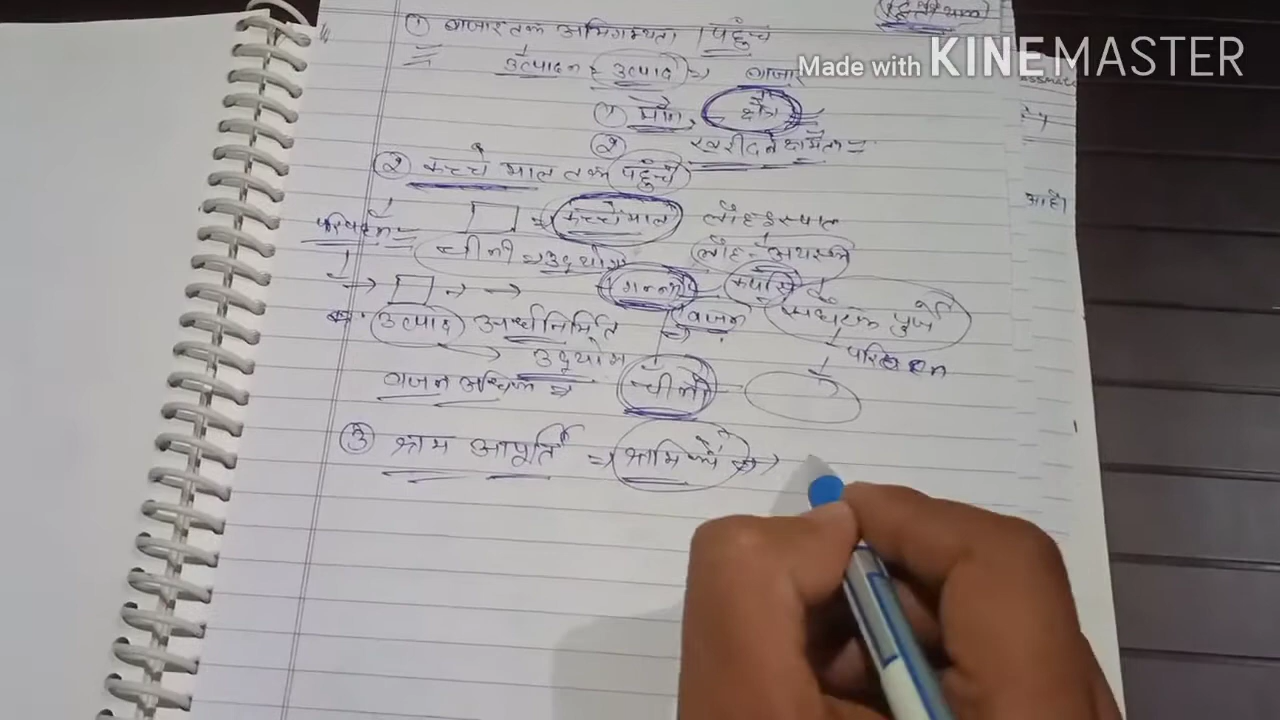 ① बाजार तक अभिगम्यता / पहुंच
Made with KINEMASTER
उत्पादन = उत्पाद => बाजार
① माँग, क्षेत्र
② खरीदने क्षमता =
② कच्चे माल तक पहुंच
परिवहन = कच्चेमाल लौह इस्पात
चीनी => उद्योग लौह - अयस्क
गन्ना कपास
उत्पाद अर्धनिर्मित वजन
उद्योग परिवहन
वजन अधिक => चीनी
③ श्रम आपूर्ति => श्रमिकों